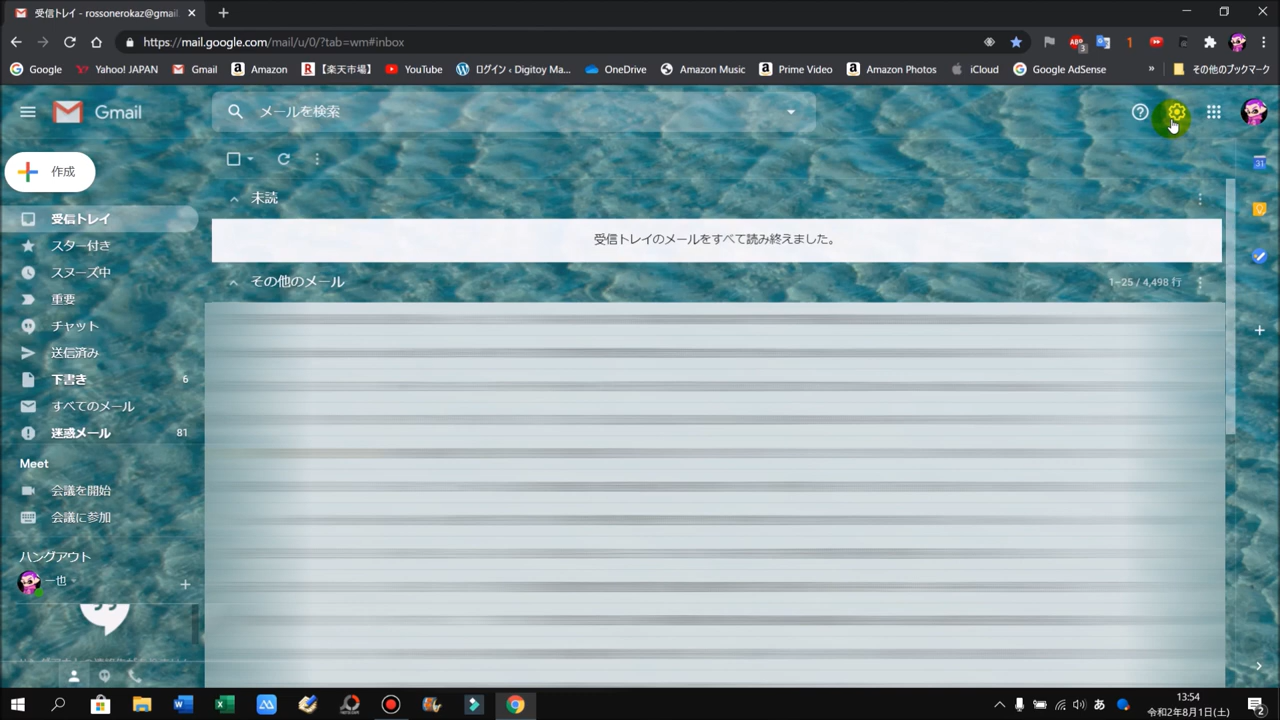 受信トレイ - rossonerokaz@gmail
https://mail.google.com/mail/u/0/?tab=wm#inbox
ABP 3
1
Google Yahoo! JAPAN Gmail Amazon 【楽天市場】 YouTube ログイン ‹ Digitoy Ma... OneDrive Amazon Music Prime Video Amazon Photos iCloud Google AdSense » その他のブックマーク
Gmail
メールを検索
作成
31
未読
受信トレイ
受信トレイのメールをすべて読み終えました。
スター付き
スヌーズ中
その他のメール
1–25 / 4,498 行
重要
チャット
送信済み
下書き 6
すべてのメール
迷惑メール 81
Meet
会議を開始
会議に参加
ハングアウト
一也
13:54
あ
令和2年8月1日(土)
2